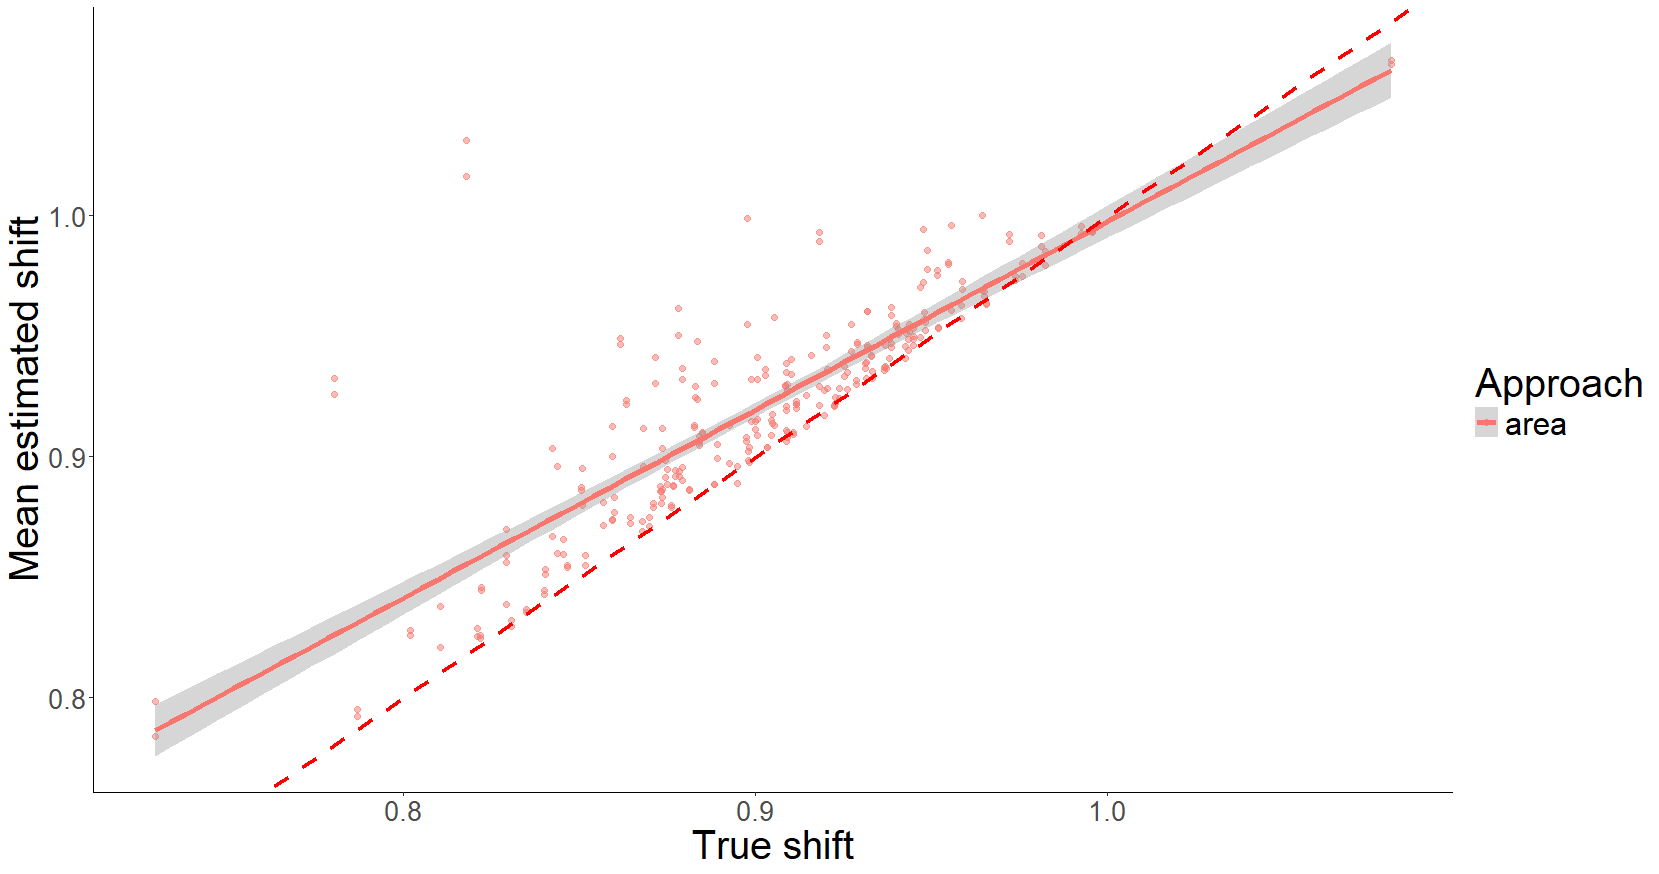 Mean estimated shift
1.0
0.9
0.8
0.8 0.9 1.0
True shift
Approach
area